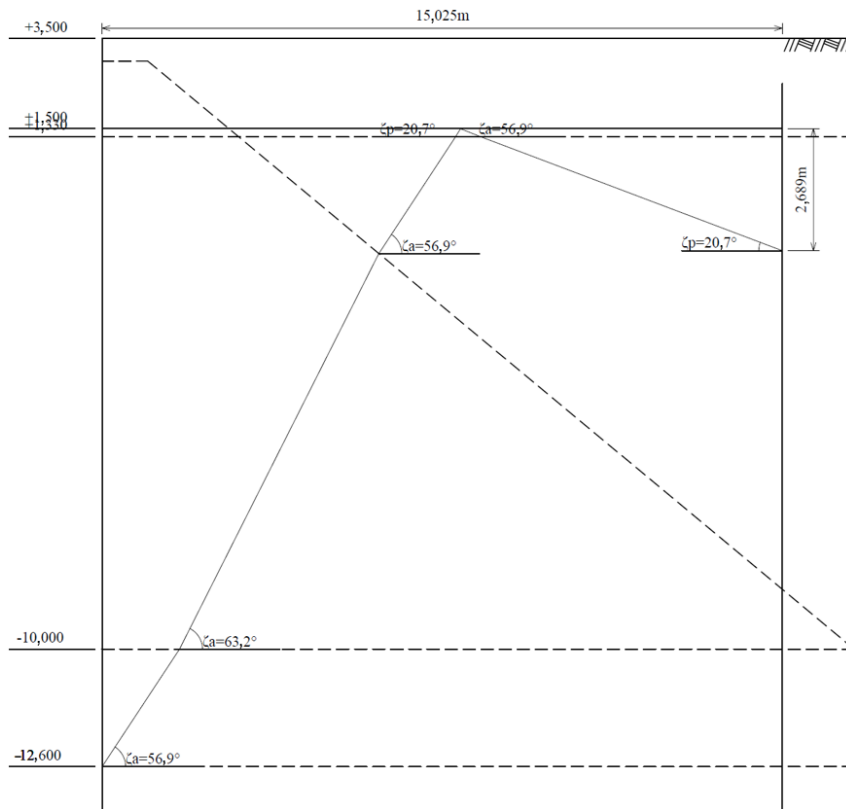 15,025m
+3,500
+1,500
+1,330
ζp=20,7°
ζa=56,9°
2,689m
ζa=56,9°
ζp=20,7°
-10,000
ζa=63,2°
-12,600
ζa=56,9°